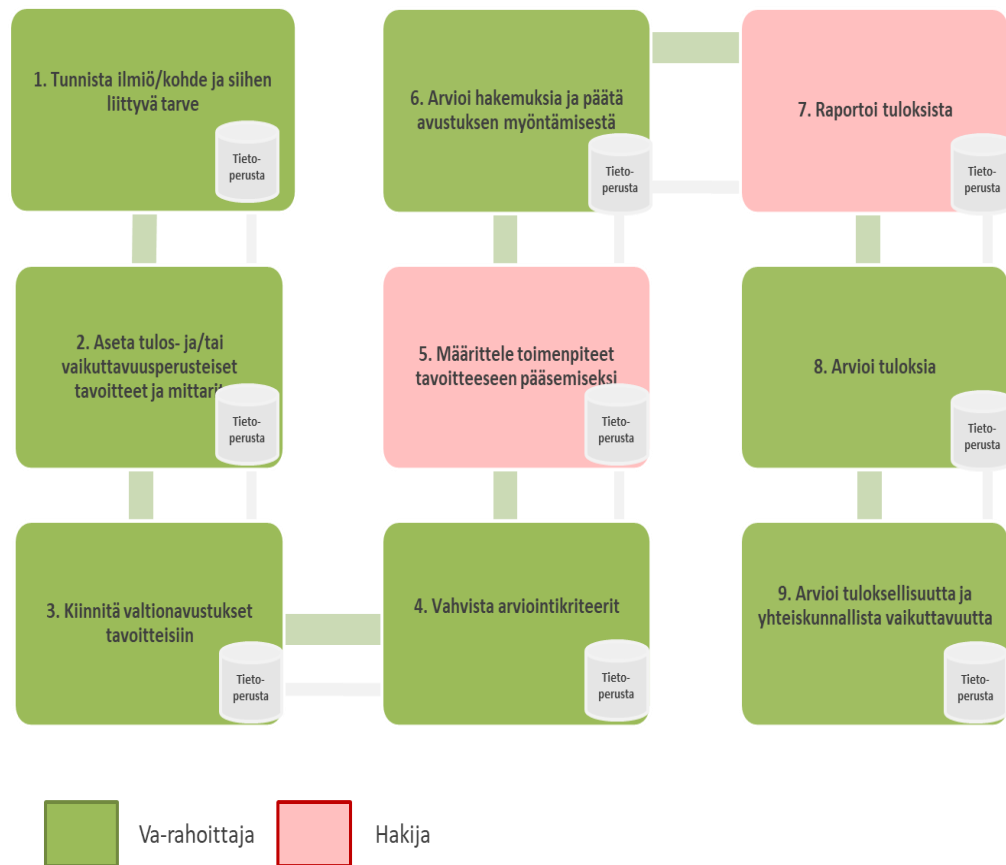 1. Tunnista ilmiö/kohde ja siihen
liittyvä tarve
Tieto-
perusta
2. Aseta tulos- ja/tai
vaikuttavuusperusteiset
tavoitteet ja mittarit
Tieto-
perusta
3. Kiinnitä valtionavustukset
tavoitteisiin
Tieto-
perusta
4. Vahvista arviointikriteerit
Tieto-
perusta
5. Määrittele toimenpiteet
tavoitteeseen pääsemiseksi
Tieto-
perusta
6. Arvioi hakemuksia ja päätä
avustuksen myöntämisestä
Tieto-
perusta
7. Raportoi tuloksista
Tieto-
perusta
8. Arvioi tuloksia
Tieto-
perusta
9. Arvioi tuloksellisuutta ja
yhteiskunnallista vaikuttavuutta
Tieto-
perusta
Va-rahoittaja
Hakija